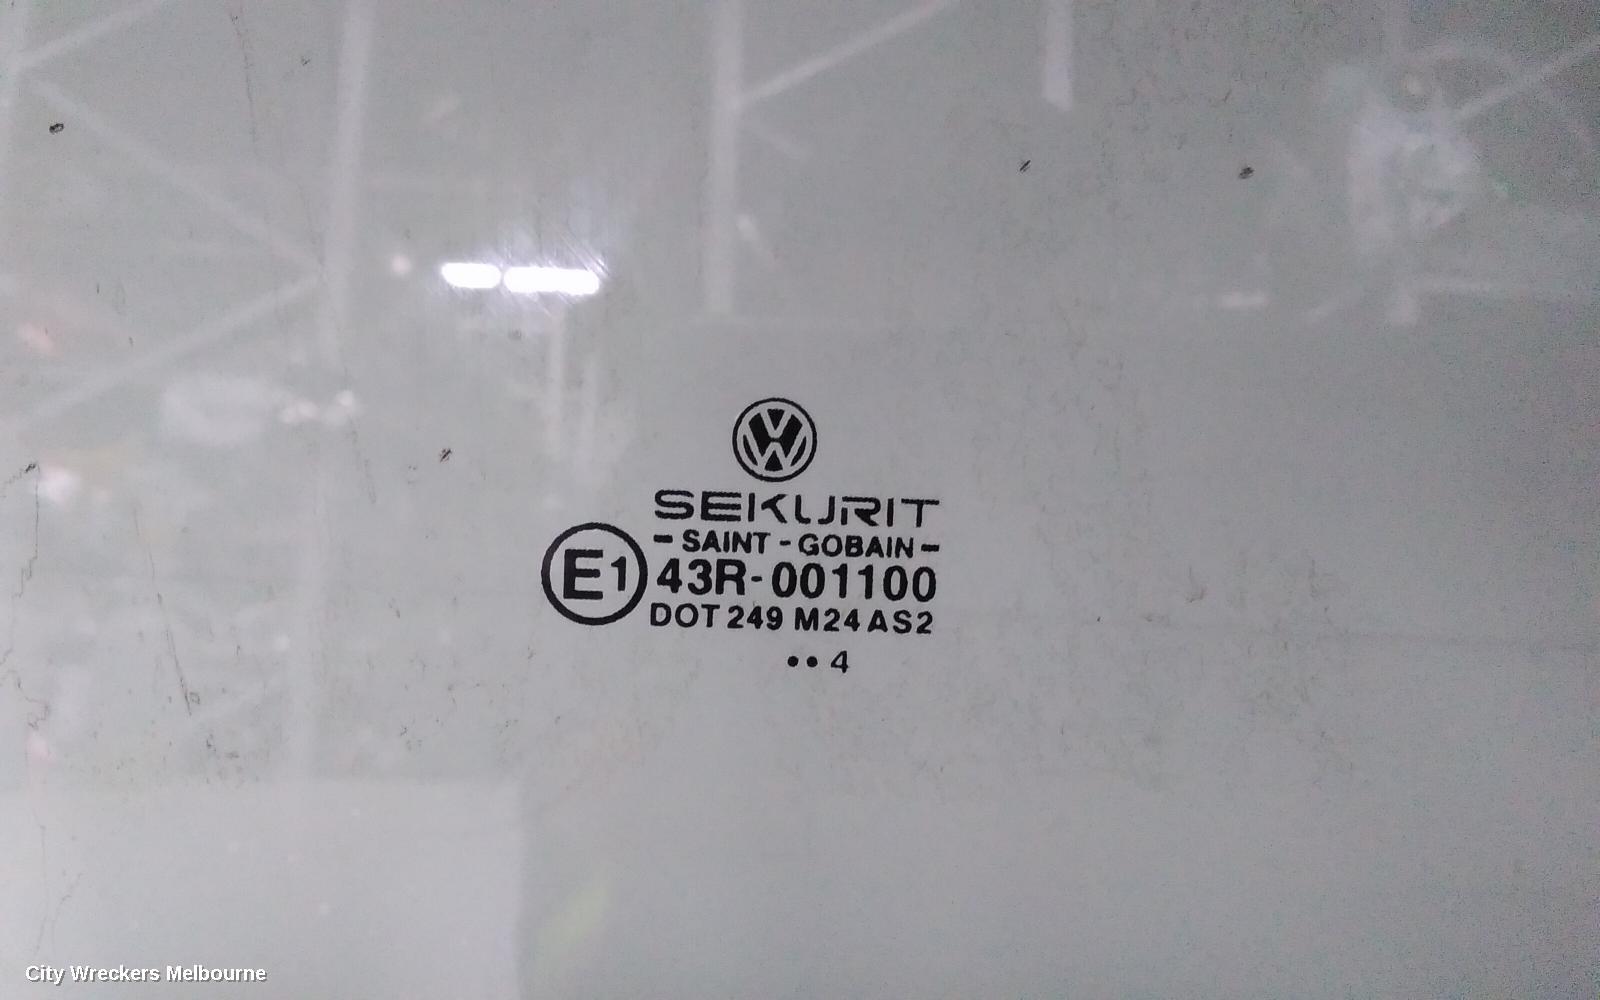 SEKURIT
- SAINT - GOBAIN -
E1 43R-001100
DOT 249 M24 AS2
•• 4
City Wreckers Melbourne